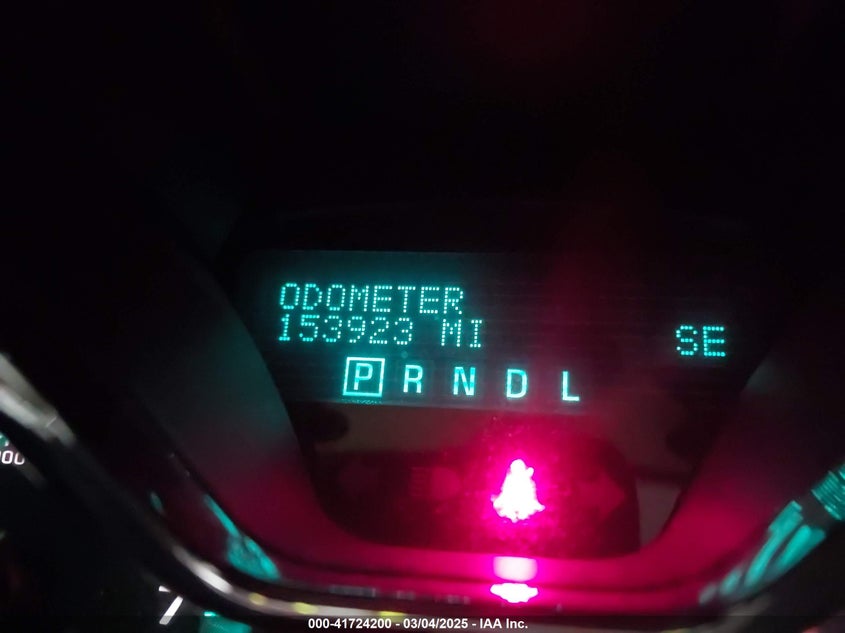 ODOMETER
153923 MI
SE
P R N D L
000-41724200 - 03/04/2025 - IAA Inc.